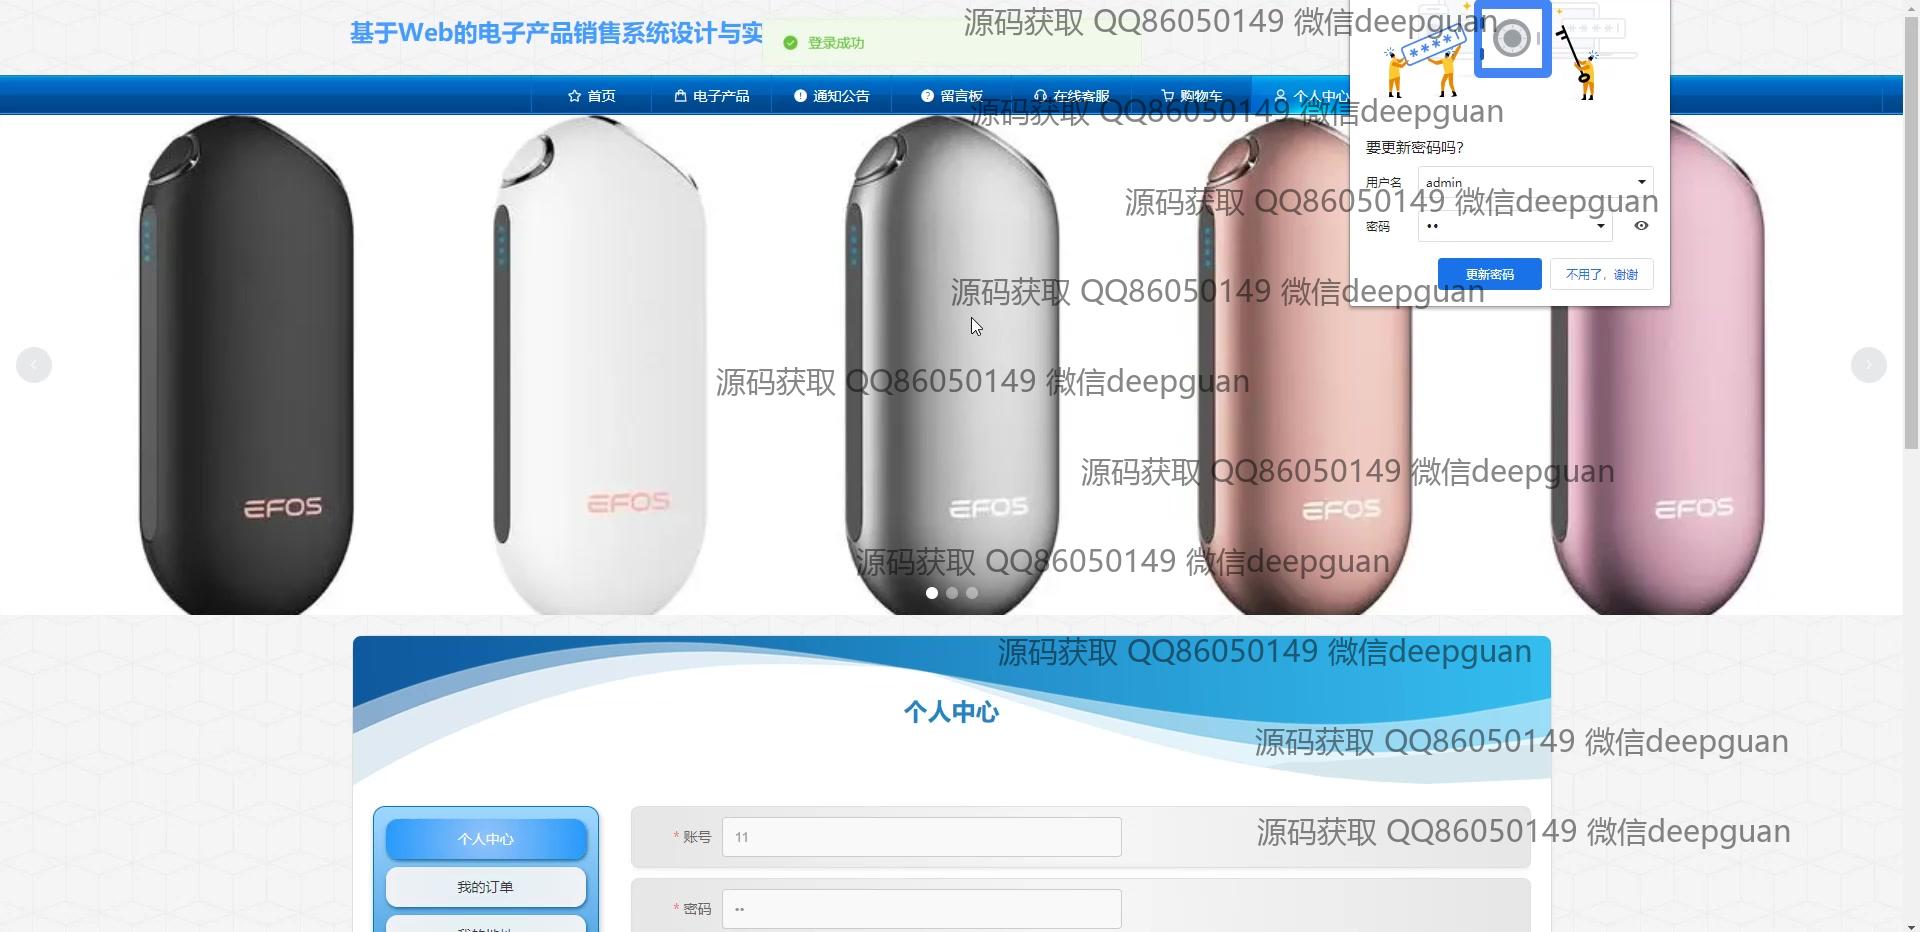 基于Web的电子产品销售系统设计与实
登录成功
源码获取 QQ86050149 微信deepguan
首页
电子产品
通知公告
留言板
在线客服
购物车
个人中心
源码获取 QQ86050149 微信deepguan
要更新密码吗?
用户名
admin
源码获取 QQ86050149 微信deepguan
密码
更新密码
不用了，谢谢
源码获取 QQ86050149 微信deepguan
源码获取 QQ86050149 微信deepguan
源码获取 QQ86050149 微信deepguan
EFOS
EFOS
EFOS
EFOS
EFOS
源码获取 QQ86050149 微信deepguan
源码获取 QQ86050149 微信deepguan
个人中心
源码获取 QQ86050149 微信deepguan
个人中心
* 账号
11
源码获取 QQ86050149 微信deepguan
我的订单
* 密码